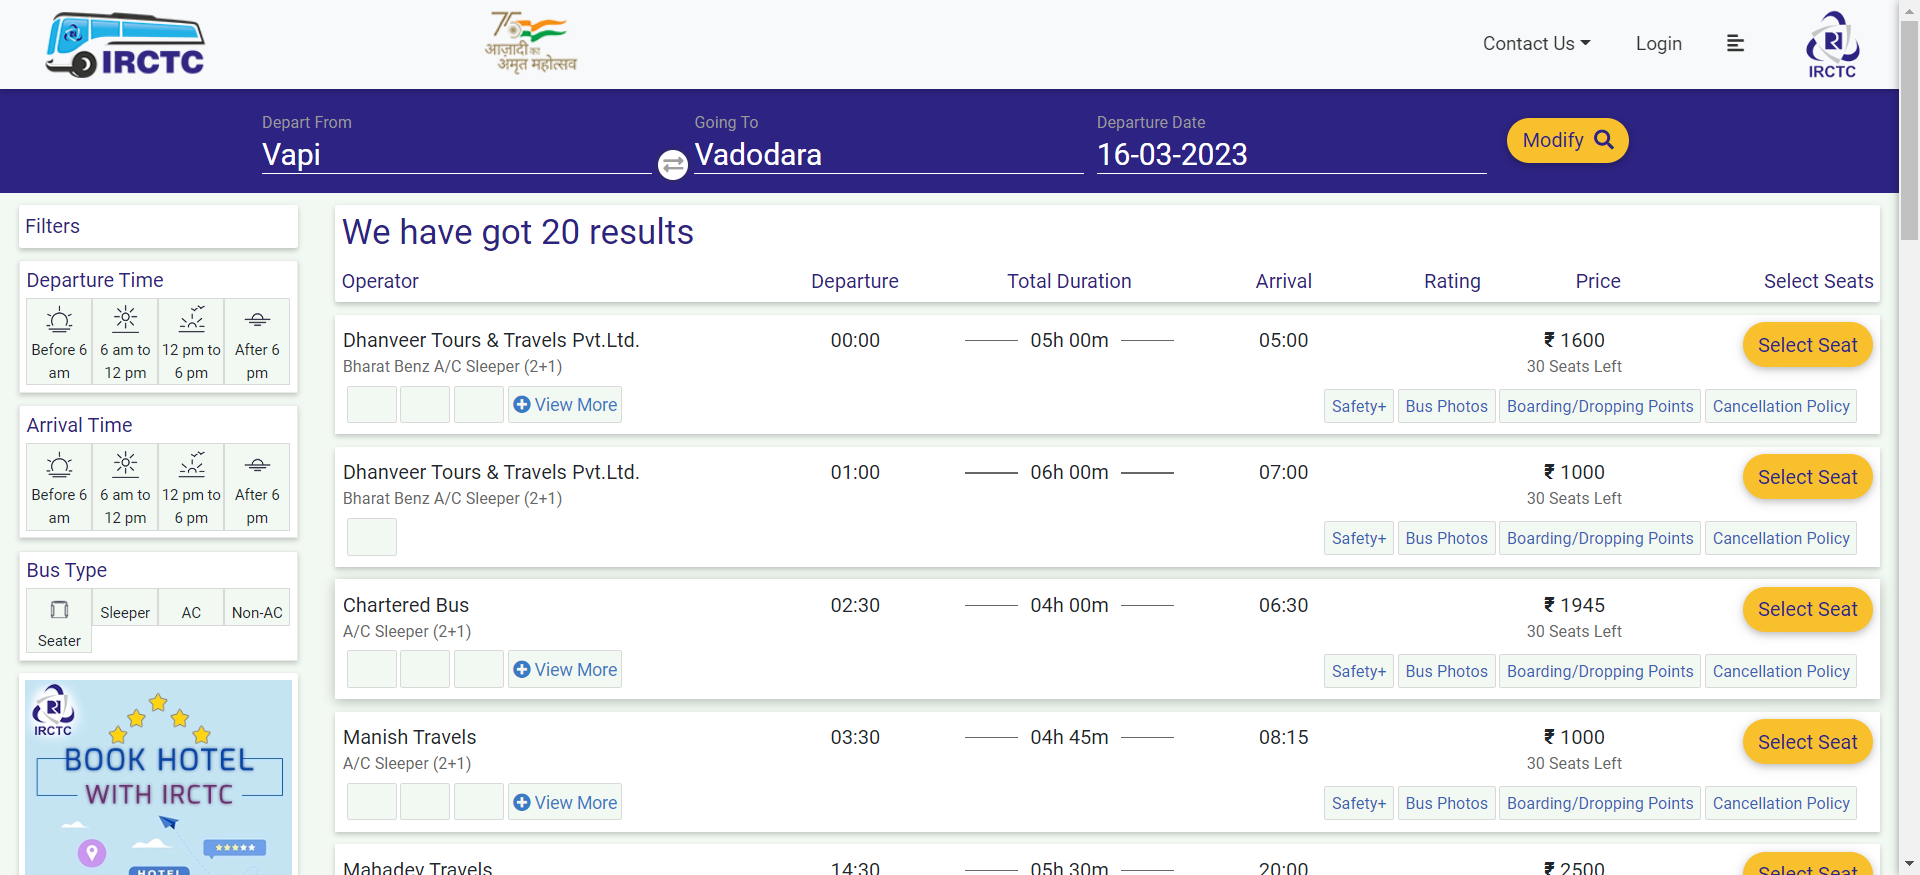 IRCTC
75
आज़ादी का
अमृत महोत्सव
Contact Us
Login
IRCTC
Depart From
Vapi
Going To
Vadodara
Departure Date
16-03-2023
Modify
Filters
Departure Time
Before 6 am
6 am to 12 pm
12 pm to 6 pm
After 6 pm
Arrival Time
Before 6 am
6 am to 12 pm
12 pm to 6 pm
After 6 pm
Bus Type
Seater
Sleeper
AC
Non-AC
IRCTC
BOOK HOTEL
WITH IRCTC
HOTEL
We have got 20 results
Operator Departure Total Duration Arrival Rating Price Select Seats
Dhanveer Tours & Travels Pvt.Ltd. 00:00 05h 00m 05:00 ₹ 1600 Select Seat
Bharat Benz A/C Sleeper (2+1) 30 Seats Left
View More Safety+ Bus Photos Boarding/Dropping Points Cancellation Policy
Dhanveer Tours & Travels Pvt.Ltd. 01:00 06h 00m 07:00 ₹ 1000 Select Seat
Bharat Benz A/C Sleeper (2+1) 30 Seats Left
Safety+ Bus Photos Boarding/Dropping Points Cancellation Policy
Chartered Bus 02:30 04h 00m 06:30 ₹ 1945 Select Seat
A/C Sleeper (2+1) 30 Seats Left
View More Safety+ Bus Photos Boarding/Dropping Points Cancellation Policy
Manish Travels 03:30 04h 45m 08:15 ₹ 1000 Select Seat
A/C Sleeper (2+1) 30 Seats Left
View More Safety+ Bus Photos Boarding/Dropping Points Cancellation Policy
Mahadev Travels 14:30 05h 30m 20:00 ₹ 2500 Select Seat